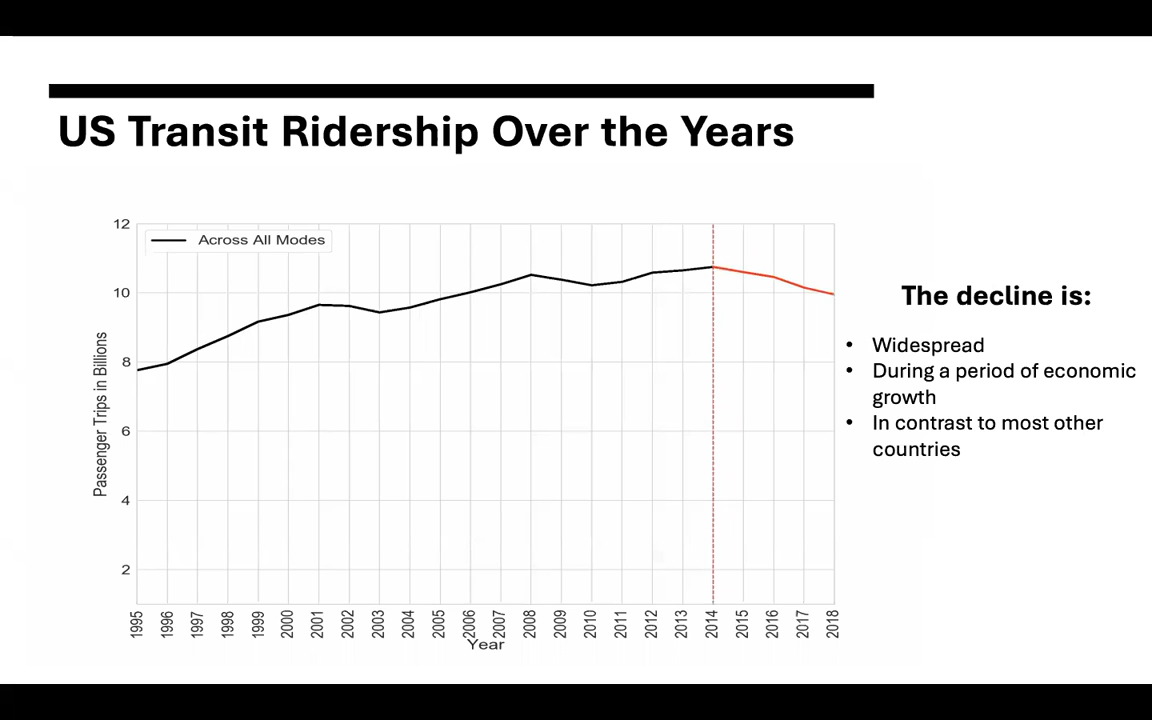 US Transit Ridership Over the Years
12
Across All Modes
10
8
6
4
2
Passenger Trips in Billions
1995 1996 1997 1998 1999 2000 2001 2002 2003 2004 2005 2006 2007 2008 2009 2010 2011 2012 2013 2014 2015 2016 2017 2018
Year
The decline is:
• Widespread
• During a period of economic
growth
• In contrast to most other
countries